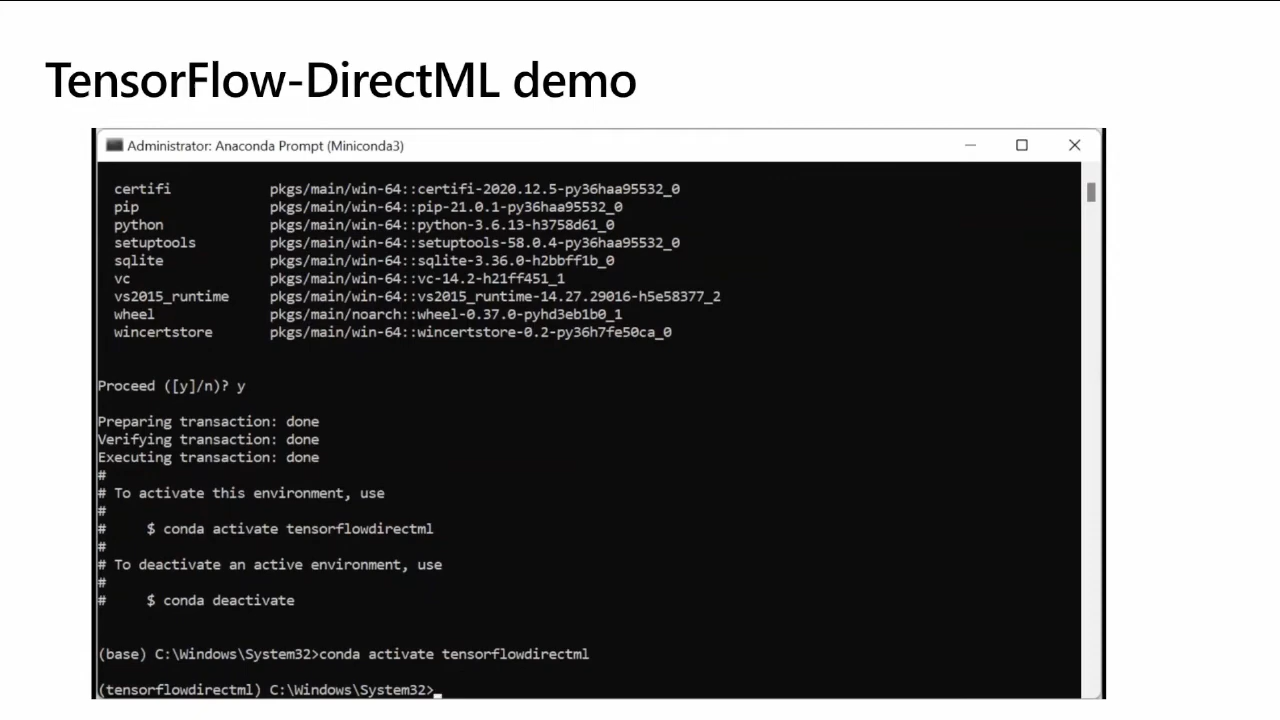 TensorFlow-DirectML demo
Administrator: Anaconda Prompt (Miniconda3)
certifi pkgs/main/win-64::certifi-2020.12.5-py36haa95532_0
pip pkgs/main/win-64::pip-21.0.1-py36haa95532_0
python pkgs/main/win-64::python-3.6.13-h3758d61_0
setuptools pkgs/main/win-64::setuptools-58.0.4-py36haa95532_0
sqlite pkgs/main/win-64::sqlite-3.36.0-h2bbff1b_0
vc pkgs/main/win-64::vc-14.2-h21ff451_1
vs2015_runtime pkgs/main/win-64::vs2015_runtime-14.27.29016-h5e58377_2
wheel pkgs/main/noarch::wheel-0.37.0-pyhd3eb1b0_1
wincertstore pkgs/main/win-64::wincertstore-0.2-py36h7fe50ca_0
Proceed ([y]/n)? y
Preparing transaction: done
Verifying transaction: done
Executing transaction: done
#
# To activate this environment, use
#
# $ conda activate tensorflowdirectml
#
# To deactivate an active environment, use
#
# $ conda deactivate
(base) C:\Windows\System32>conda activate tensorflowdirectml
(tensorflowdirectml) C:\Windows\System32>